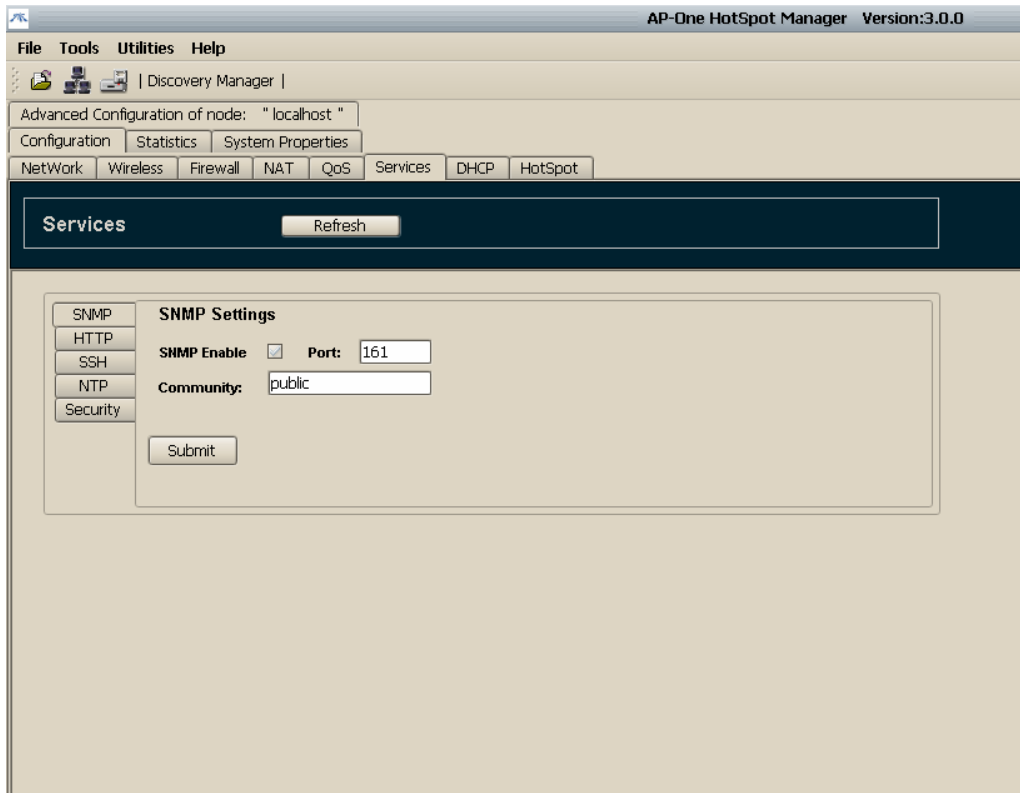 AP-One HotSpot Manager Version:3.0.0
File Tools Utilities Help
| Discovery Manager |
Advanced Configuration of node: " localhost "
Configuration Statistics System Properties
NetWork Wireless Firewall NAT QoS Services DHCP HotSpot
Services Refresh
SNMP
HTTP
SSH
NTP
Security
SNMP Settings
SNMP Enable Port: 161
Community: public
Submit